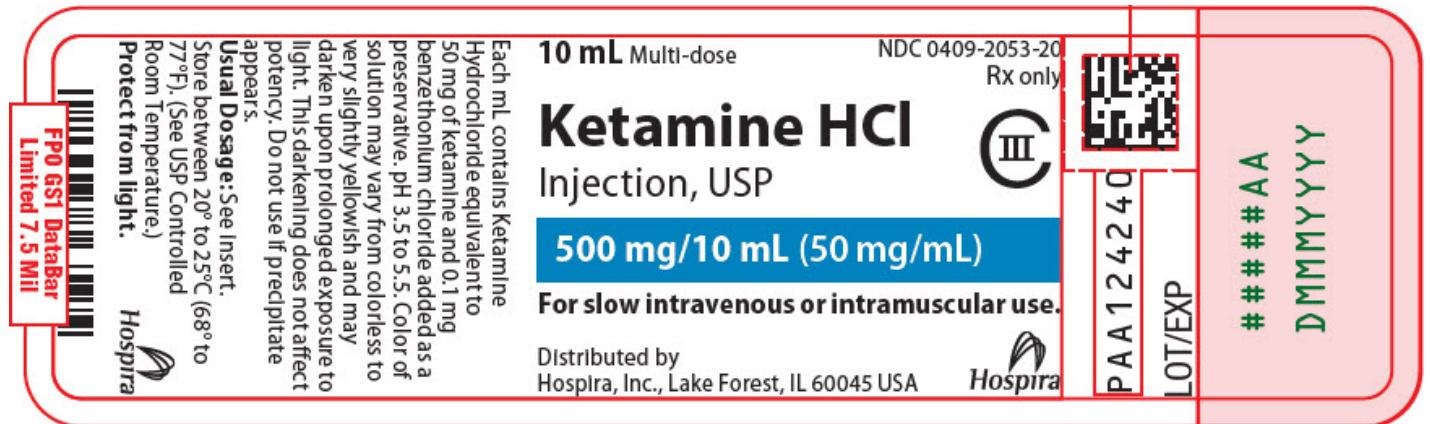 10 mL Multi-dose
NDC 0409-2053-20
Rx only
Ketamine HCl
CIII
Injection, USP
500 mg/10 mL (50 mg/mL)
For slow intravenous or intramuscular use.
Distributed by
Hospira, Inc., Lake Forest, IL 60045 USA
Hospira
Each mL contains Ketamine
Hydrochloride equivalent to
50 mg of ketamine and 0.1 mg
benzethonium chloride added as a
preservative. pH 3.5 to 5.5. Color of
solution may vary from colorless to
very slightly yellowish and may
darken upon prolonged exposure to
light. This darkening does not affect
potency. Do not use if precipitate
appears.
Usual Dosage: See Insert.
Store between 20° to 25°C (68° to
77°F). (See USP Controlled
Room Temperature.)
Protect from light.
Hospira
FPO GS1 DataBar
Limited 7.5 Mil
PAA124240
LOT/EXP
#####AA
DMMMYYYY